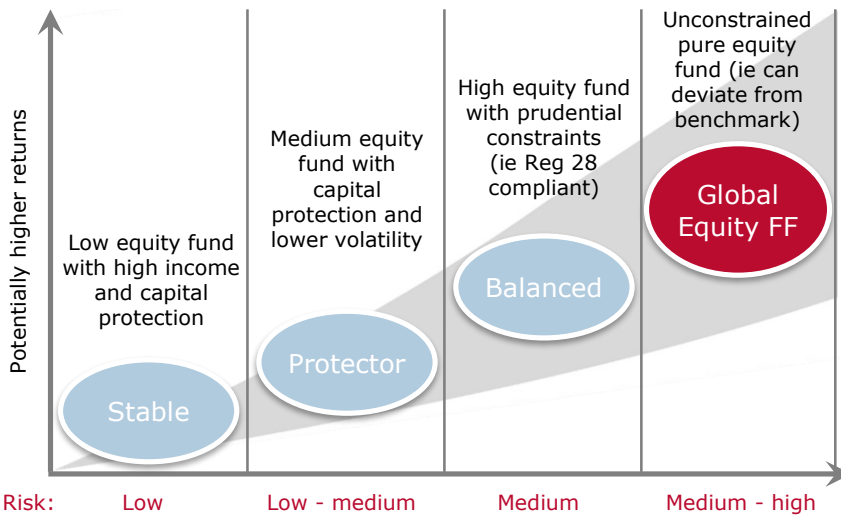 Potentially higher returns
Low equity fund
with high income
and capital
protection
Stable
Medium equity
fund with
capital
protection and
lower volatility
Protector
High equity fund
with prudential
constraints
(ie Reg 28
compliant)
Balanced
Unconstrained
pure equity
fund (ie can
deviate from
benchmark)
Global
Equity FF
Risk: Low Low - medium Medium Medium - high